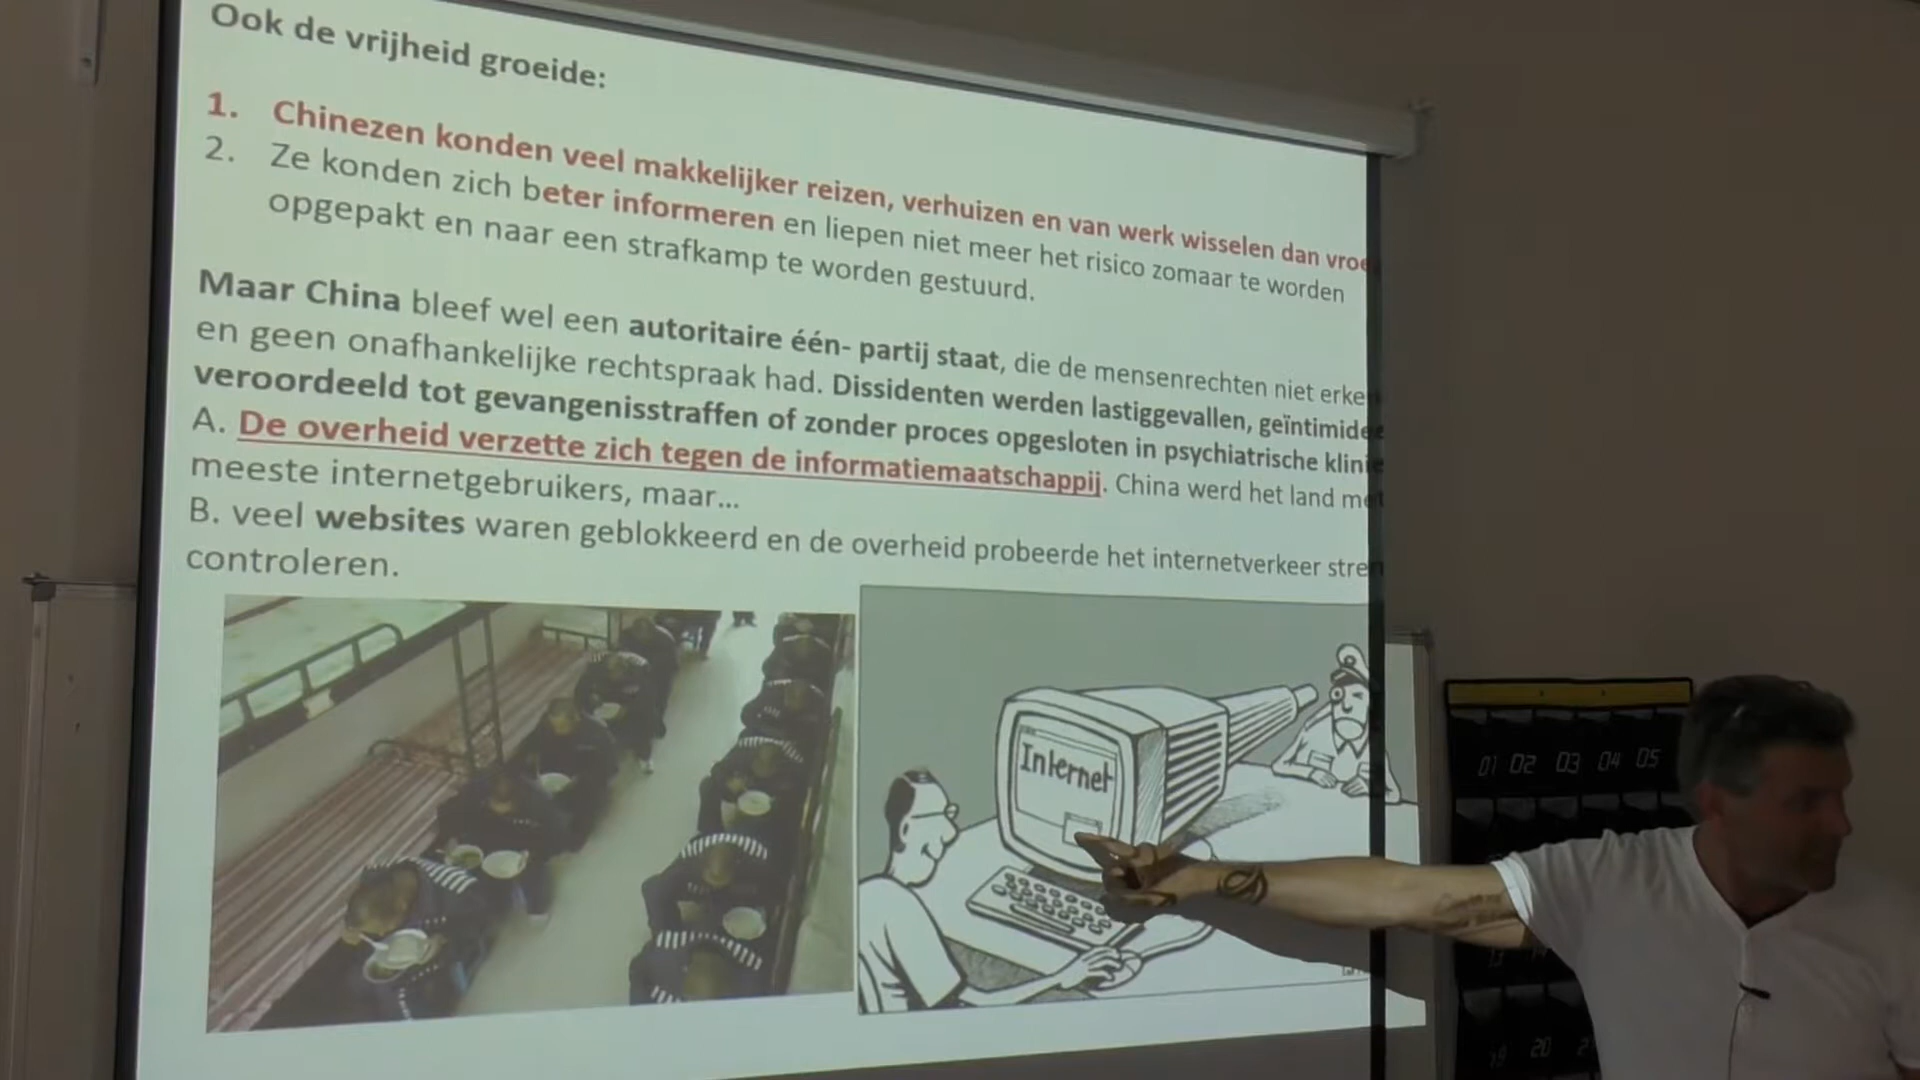 Ook de vrijheid groeide:
1. Chinezen konden veel makkelijker reizen, verhuizen en van werk wisselen dan
2. Ze konden zich beter informeren en liepen niet meer het risico zomaar te worden
opgepakt en naar een strafkamp te worden gestuurd.
Maar China bleef wel een autoritaire één- partij staat, die de mensenrechten niet
en geen onafhankelijke rechtspraak had. Dissidenten werden lastiggevallen,
veroordeeld tot gevangenisstraffen of zonder proces opgesloten in psychiatrische
A. De overheid verzette zich tegen de informatiemaatschappij. China werd het land
meeste internetgebruikers, maar...
B. veel websites waren geblokkeerd en de overheid probeerde het internetverkeer
controleren.
Internet
01 02 03 04 05
20